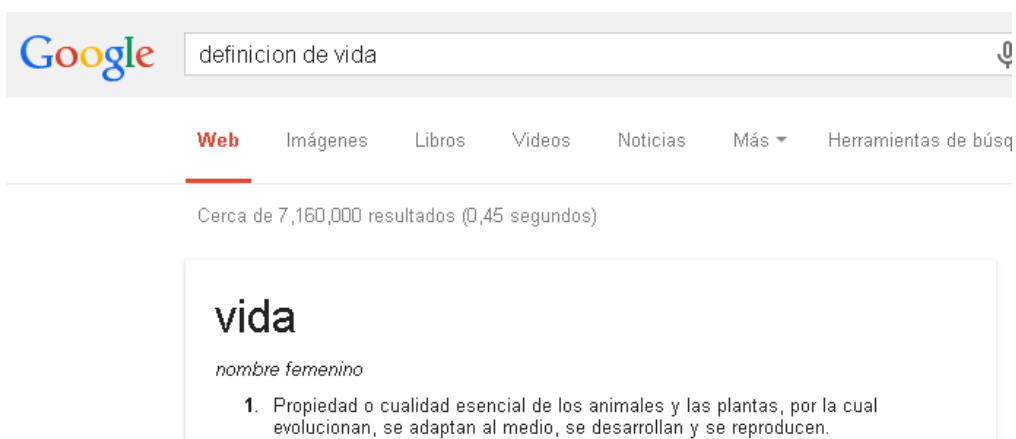 Google definicion de vida
Web Imágenes Libros Videos Noticias Más Herramientas de búsq
Cerca de 7,160,000 resultados (0,45 segundos)
vida
nombre femenino
1. Propiedad o cualidad esencial de los animales y las plantas, por la cual
evolucionan, se adaptan al medio, se desarrollan y se reproducen.